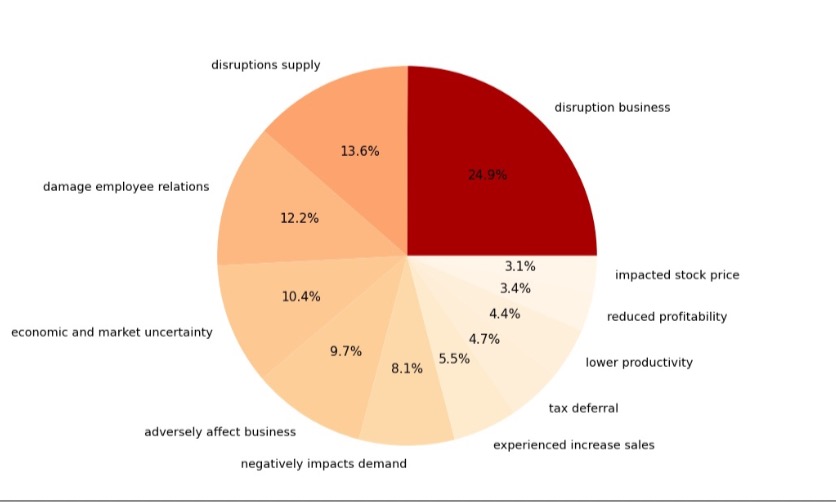 disruptions supply
disruption business
13.6%
24.9%
damage employee relations
12.2%
3.1%
impacted stock price
3.4%
10.4%
4.4%
reduced profitability
economic and market uncertainty
4.7%
9.7%
5.5%
lower productivity
8.1%
tax deferral
adversely affect business
experienced increase sales
negatively impacts demand